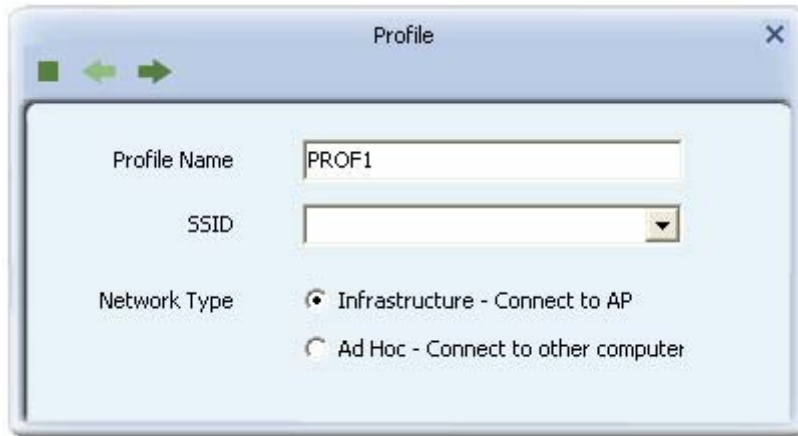 Profile
Profile Name PROF1
SSID
Network Type Infrastructure - Connect to AP
Ad Hoc - Connect to other computer